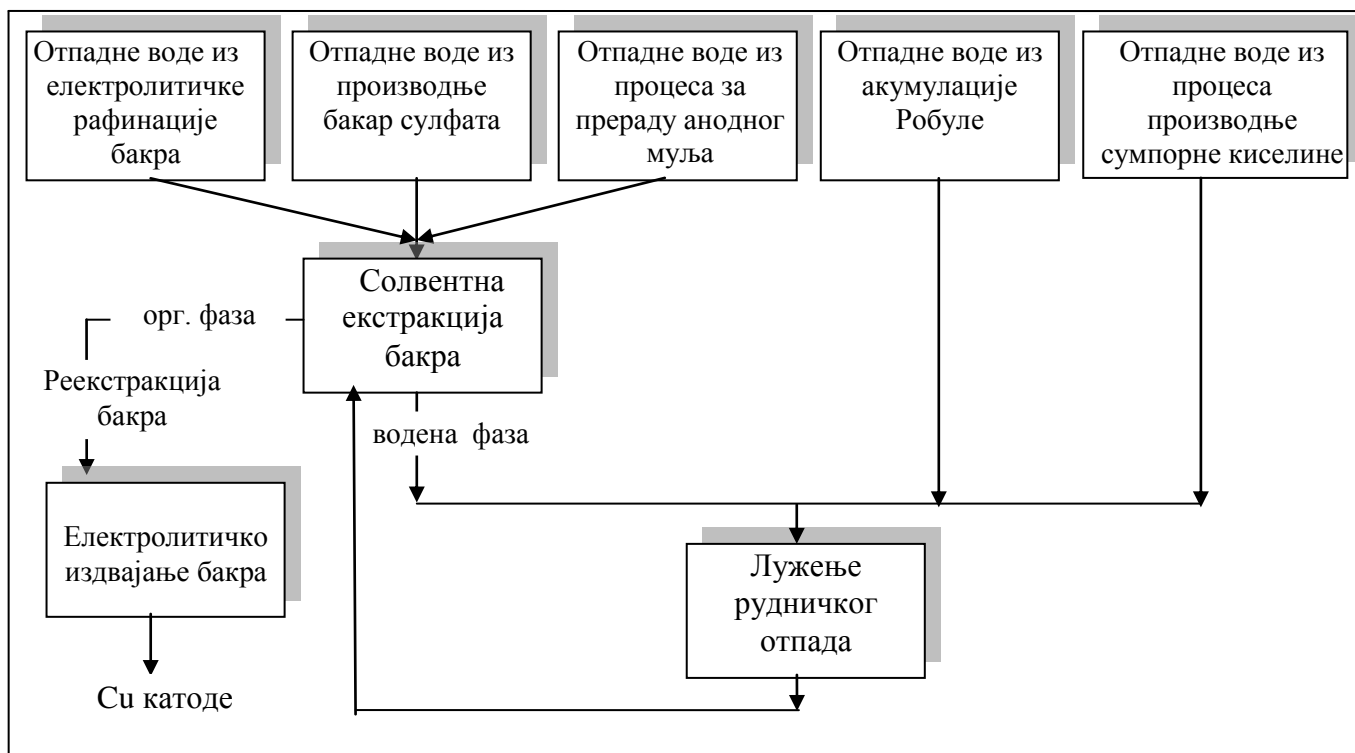 Отпадне воде из
електролитичке
рафинације
бакра
Отпадне воде из
производње
бакар сулфата
Отпадне воде из
процеса за
прераду анодног
муља
Отпадне воде из
акумулације
Робуле
Отпадне воде из
процеса
производње
сумпорне киселине
Солвентна
екстракција
бакра
орг. фаза
Реекстракција
бакра
водена фаза
Електролитичко
издвајање бакра
Лужење
рудничког
отпада
Cu катоде